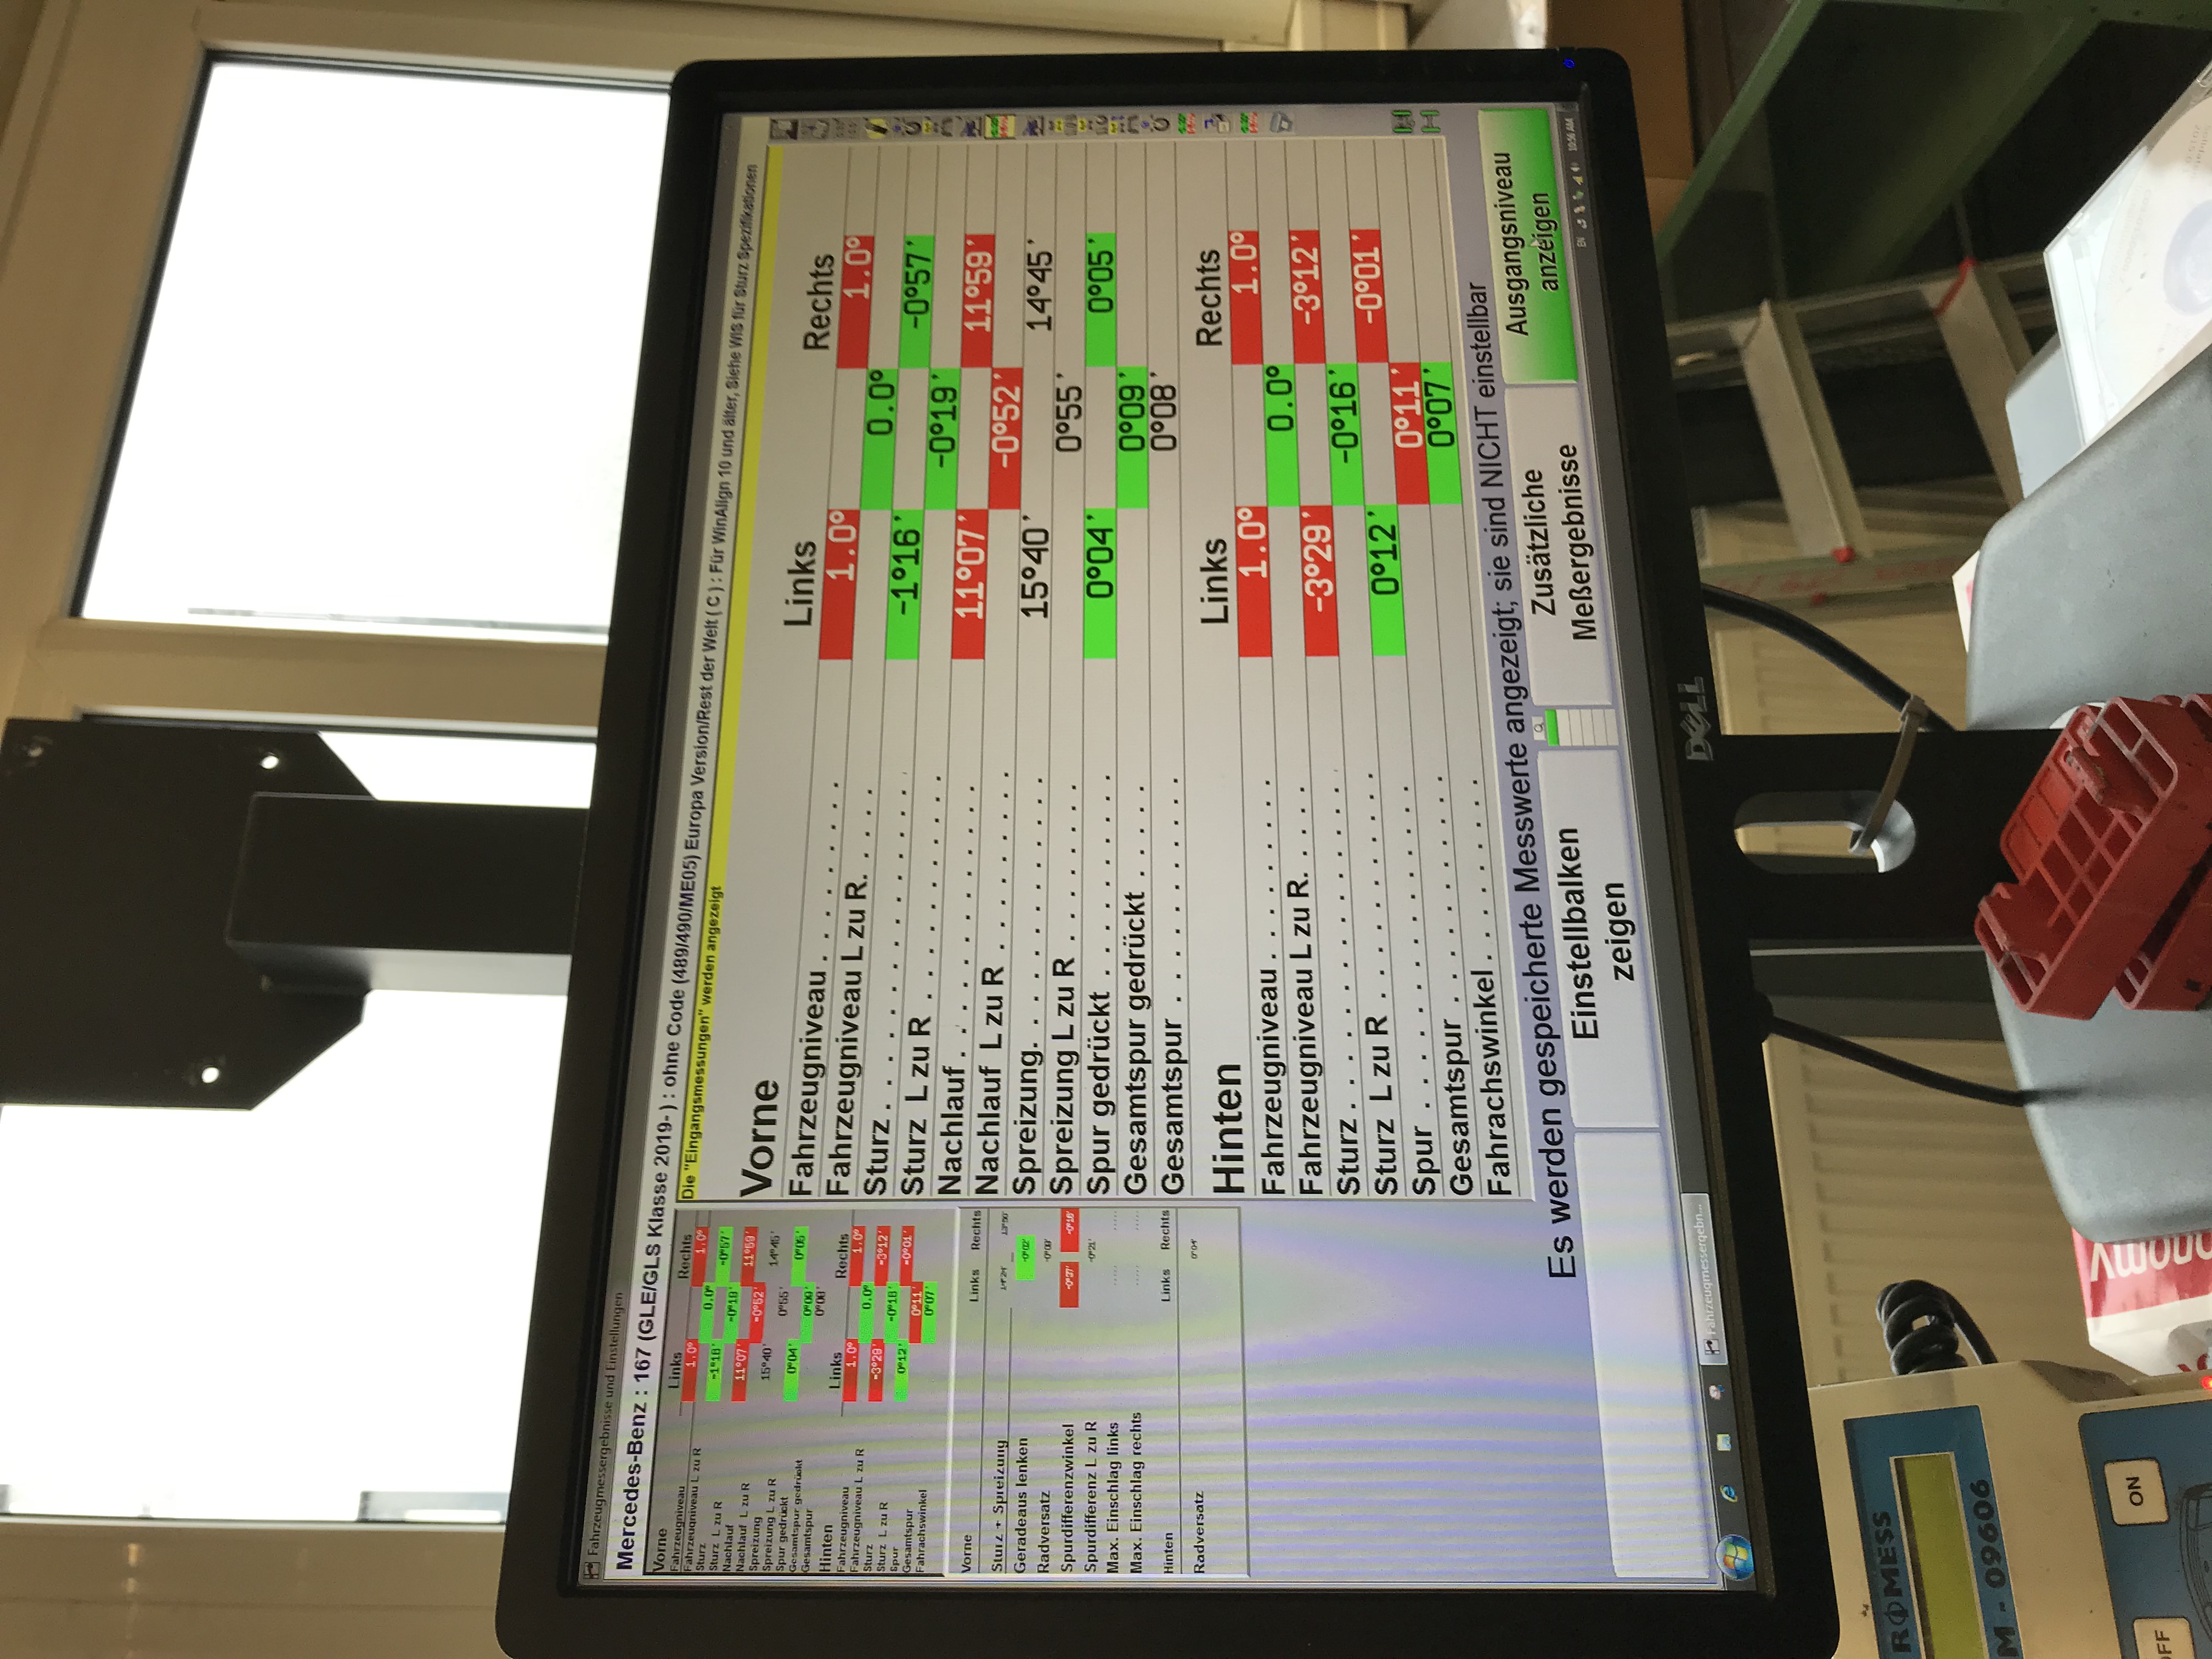 Fahrzeugmessergebnisse und Einstellungen
Mercedes-Benz : 167 (GLE/GLS Klasse 2019- ) : ohne Code (489/490/ME05) Europa Version/Rest der Welt ( C ) : Für WinAlign 10 und älter, Siehe WIS für Sturz Spezifikationen
Die "Eingangsmessungen" werden angezeigt
Vorne
Links Rechts
Fahrzeugniveau 1.0° 1.0°
Fahrzeugniveau L zu R 0.0°
Sturz -1°16' -0°57'
Sturz L zu R -0°19'
Nachlauf 11°07' 11°59'
Nachlauf L zu R -0°52'
Spreizung 15°40' 14°45'
Spreizung L zu R 0°55'
Spur gedrückt 0°04' 0°05'
Gesamtspur gedrückt 0°09'
Gesamtspur 0°08'
Hinten
Links Rechts
Fahrzeugniveau 1.0° 1.0°
Fahrzeugniveau L zu R 0.0°
Sturz -3°29' -3°12'
Sturz L zu R -0°16'
Spur 0°12' -0°01'
Gesamtspur 0°11'
Fahrachswinkel 0°07'
Vorne Links Rechts
Sturz + Spreizung
Geradeaus lenken -0°02'
Radversatz
Spurdifferenzwinkel
Spurdifferenz L zu R -0°21'
Max. Einschlag links
Max. Einschlag rechts
Hinten Links Rechts
Radversatz 0°04'
Vorne
Links Rechts
Fahrzeugniveau . . . . . . . . . 1.0° 1.0°
Fahrzeugniveau L zu R. . . . . 0.0°
Sturz . . . . . . . . . . . . . -1°16' -0°57'
Sturz L zu R . . . . . . . . . . -0°19'
Nachlauf . . . . . . . . . . . . 11°07' 11°59'
Nachlauf L zu R . . . . . . . . -0°52'
Spreizung. . . . . . . . . . . . 15°40' 14°45'
Spreizung L zu R . . . . . . . 0°55'
Spur gedrückt . . . . . . . . . 0°04' 0°05'
Gesamtspur gedrückt . . . . . 0°09'
Gesamtspur . . . . . . . . . . 0°08'
Hinten
Links Rechts
Fahrzeugniveau . . . . . . . . . 1.0° 1.0°
Fahrzeugniveau L zu R. . . . . 0.0°
Sturz . . . . . . . . . . . . . -3°29' -3°12'
Sturz L zu R . . . . . . . . . . -0°16'
Spur . . . . . . . . . . . . . . 0°12' -0°01'
Gesamtspur . . . . . . . . . . 0°11'
Fahrachswinkel . . . . . . . . . 0°07'
Es werden gespeicherte Messwerte angezeigt; sie sind NICHT einstellbar
Einstellbalken
zeigen
Zusätzliche
Meßergebnisse
Ausgangsniveau
anzeigen
EN 10:56 AM
Fahrzeugmessergebn...
DELL
ROMESS
M - 09606
ON
OFF